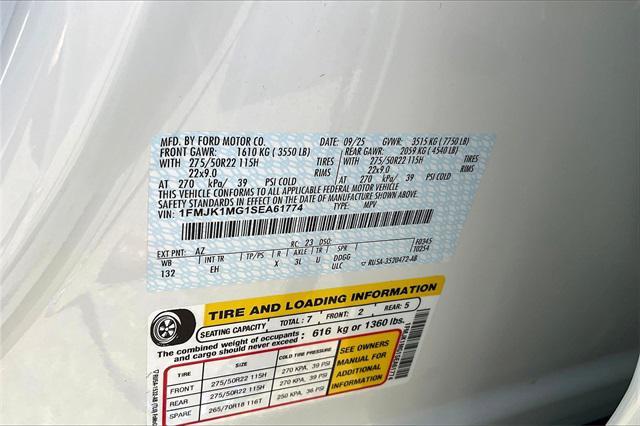 MFD. BY FORD MOTOR CO.
DATE: 09/25 GVWR: 3515 KG (7750 LB)
FRONT GAWR: 1610 KG (3550 LB) REAR GAWR: 2059 KG (4540 LB)
WITH 275/50R22 115H TIRES WITH 275/50R22 115H TIRES
22x9.0 RIMS 22x9.0 RIMS
AT 270 kPa/ 39 PSI COLD AT 270 kPa/ 39 PSI COLD
THIS VEHICLE CONFORMS TO ALL APPLICABLE FEDERAL MOTOR VEHICLE
SAFETY STANDARDS IN EFFECT ON THE DATE OF MANUFACTURE SHOWN ABOVE.
VIN: 1FMJK1MG1SEA61774 TYPE: MPV
EXT PNT: AZ RC: 23 DSO: F0345
WB INT TR TP/PS R AXLE TR SPR T0254
132 EH X 3L U DDGG
ULC RU5A-3520472-AB
TIRE AND LOADING INFORMATION
SEATING CAPACITY TOTAL: 7 FRONT: 2 REAR: 5
The combined weight of occupants and cargo should never exceed: 616 kg or 1360 lbs.
TIRE SIZE COLD TIRE PRESSURE
FRONT 275/50R22 115H 270 KPA, 39 PSI
REAR 275/50R22 115H 270 KPA, 39 PSI
SPARE 265/70R18 116T 250 KPA, 36 PSI
SEE OWNERS
MANUAL FOR
ADDITIONAL
INFORMATION